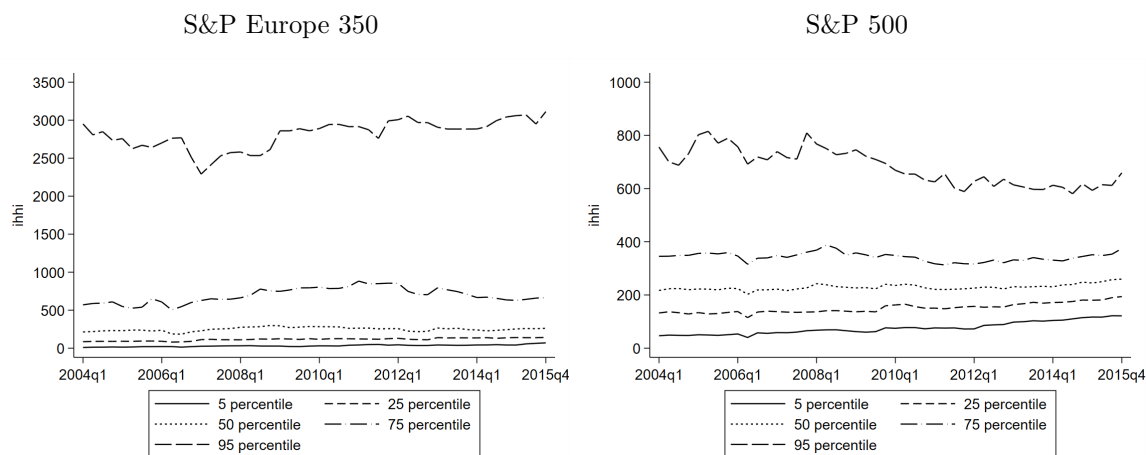 S&P Europe 350
3500
3000
2500
2000
1500
1000
500
0
ihhi
2004q1 2006q1 2008q1 2010q1 2012q1 2014q1 2015q4
5 percentile 25 percentile
50 percentile 75 percentile
95 percentile
S&P 500
1000
800
600
400
200
0
ihhi
2004q1 2006q1 2008q1 2010q1 2012q1 2014q1 2015q4
5 percentile 25 percentile
50 percentile 75 percentile
95 percentile